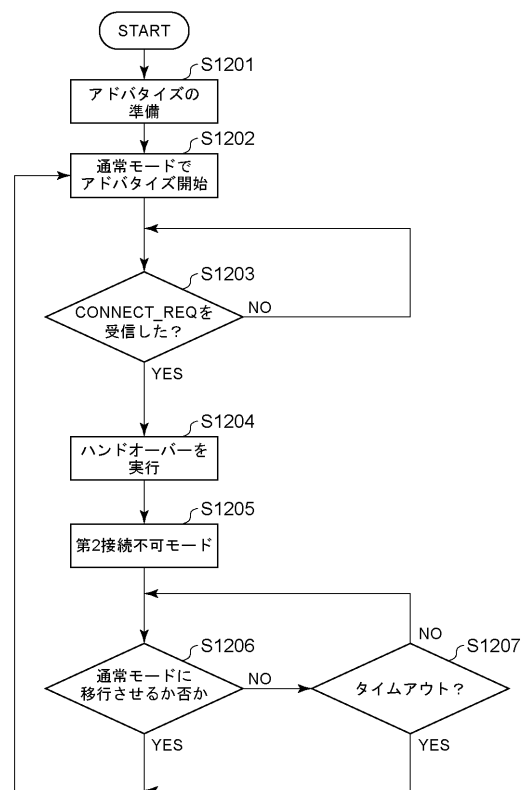 START
S1201
アドバタイズの
準備
S1202
通常モードで
アドバタイズ開始
S1203
CONNECT_REQを
受信した？
NO
YES
S1204
ハンドオーバーを
実行
S1205
第2接続不可モード
S1206
通常モードに
移行させるか否か
NO
YES
S1207
タイムアウト？
NO
YES